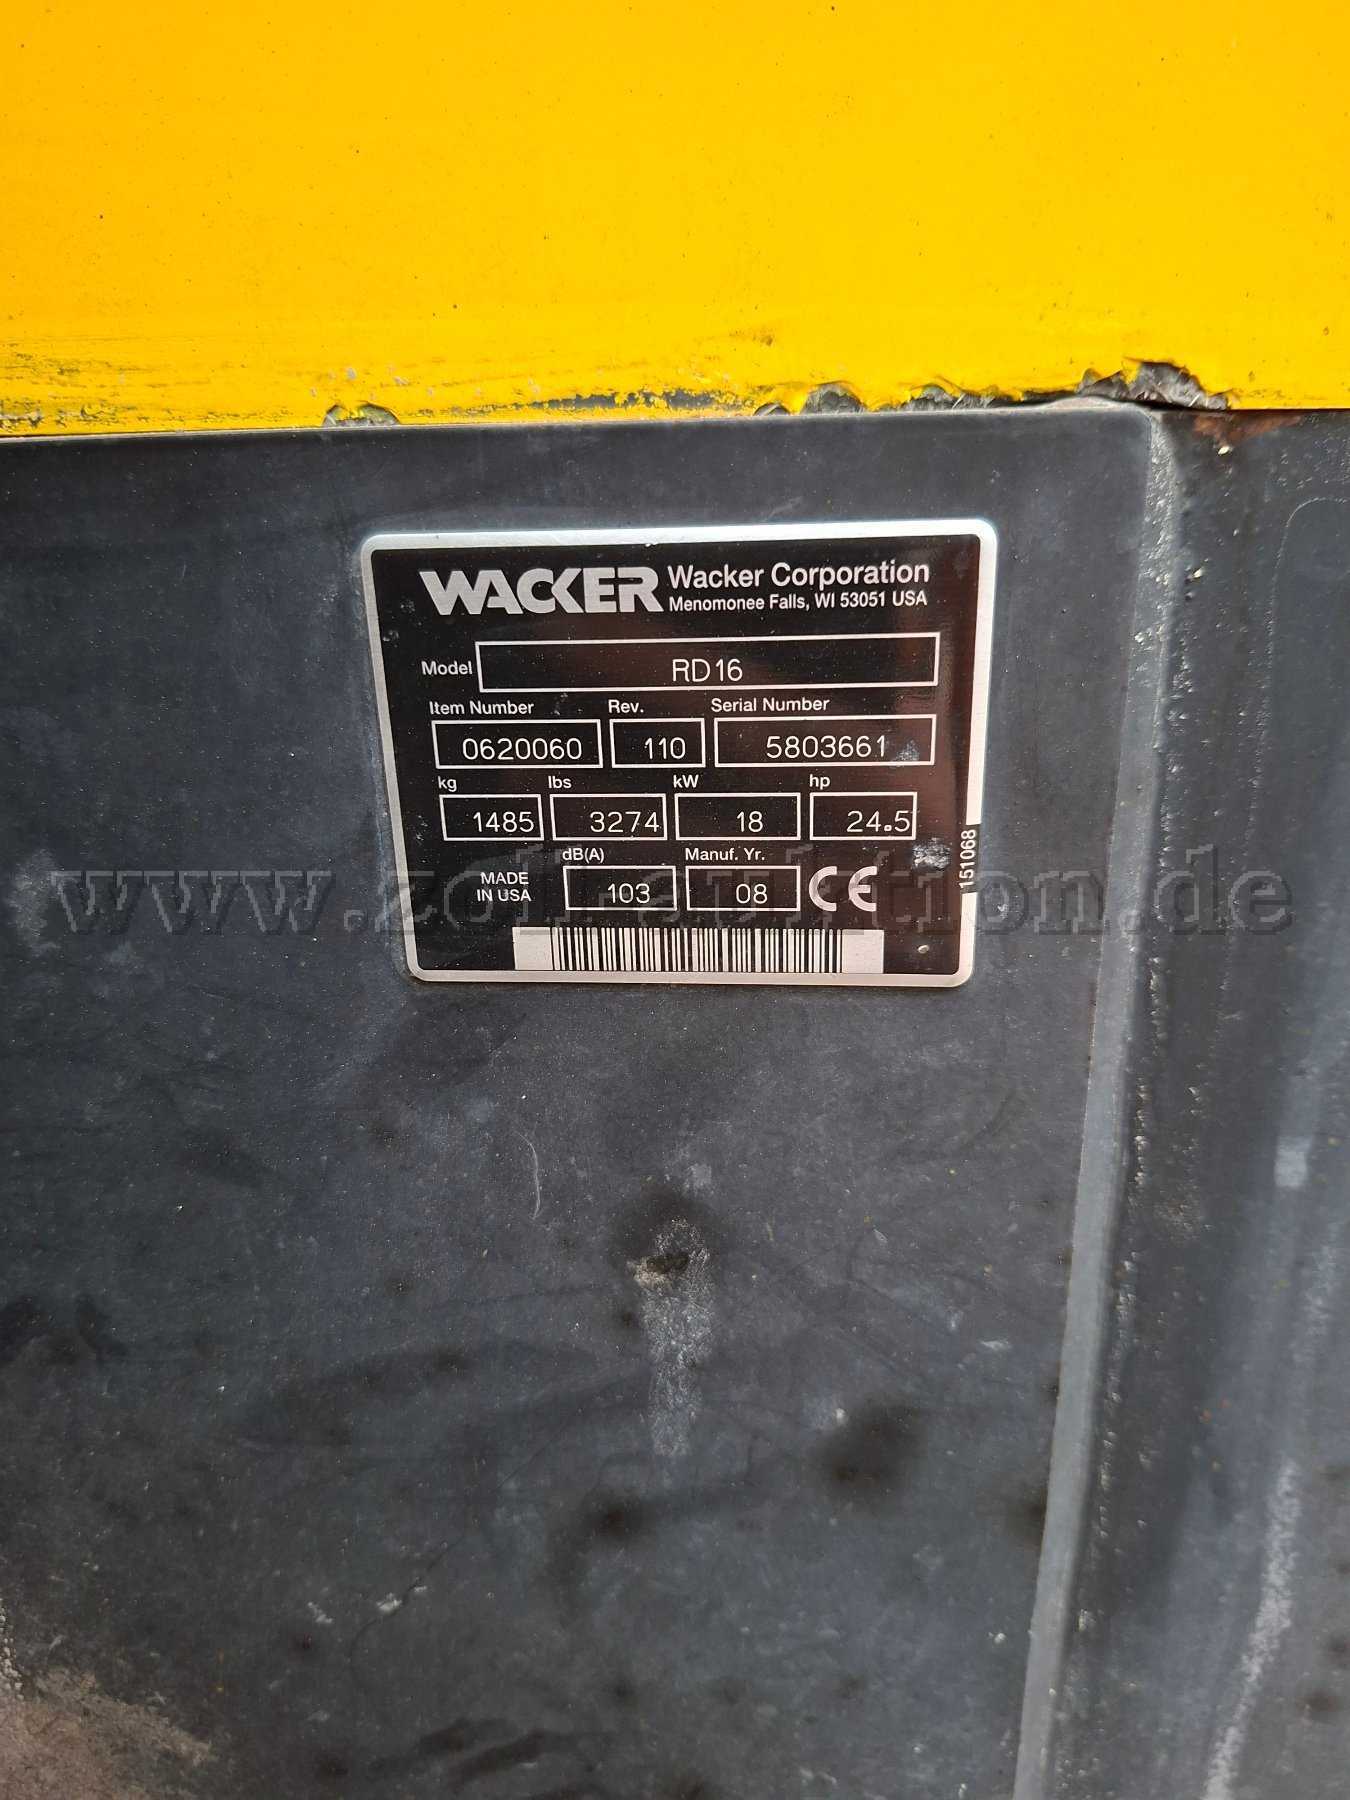 WACKER Wacker Corporation
Menomonee Falls, WI 53051 USA
Model RD16
Item Number Rev. Serial Number
0620060 110 5803661
kg lbs kW hp
1485 3274 18 24.5
dB(A) Manuf. Yr.
MADE
IN USA 103 08 CE
151068
www.zoll-auktion.de